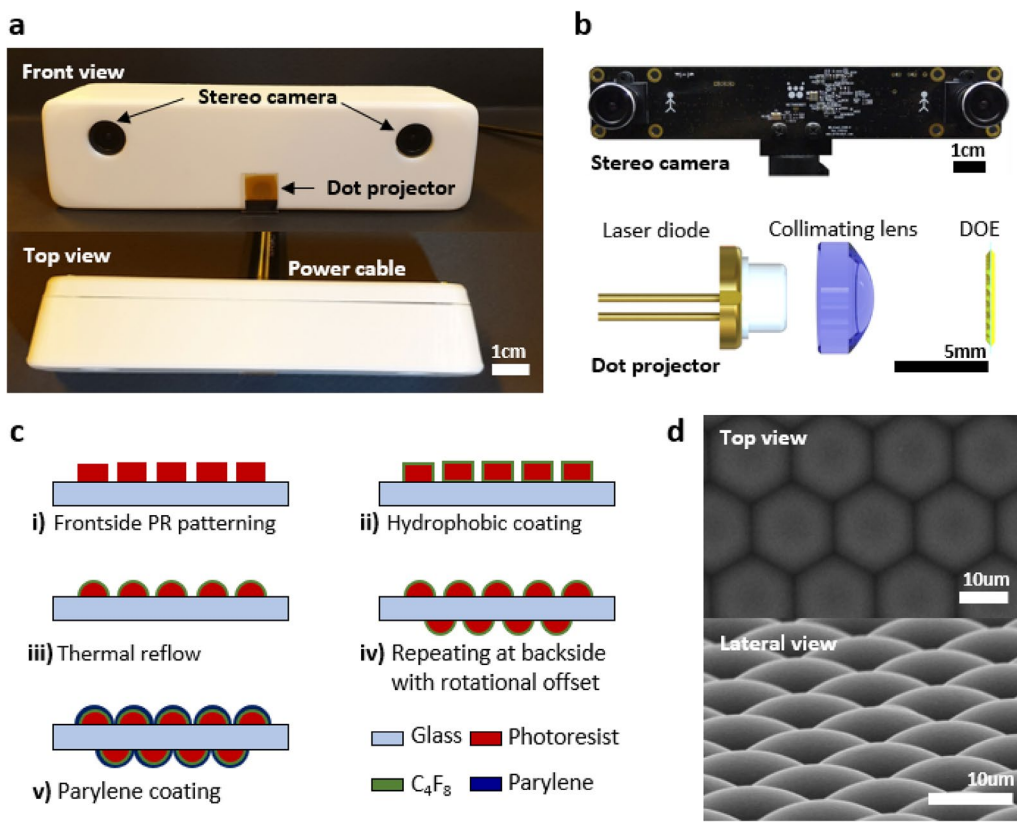 a
Front view
Stereo camera
Dot projector
Top view
Power cable
1cm
b
Stereo camera
1cm
Laser diode
Collimating lens
DOE
5mm
Dot projector
c
i) Frontside PR patterning
ii) Hydrophobic coating
iii) Thermal reflow
iv) Repeating at backside
with rotational offset
v) Parylene coating
Glass
Photoresist
C₄F₈
Parylene
d
Top view
10um
Lateral view
10um